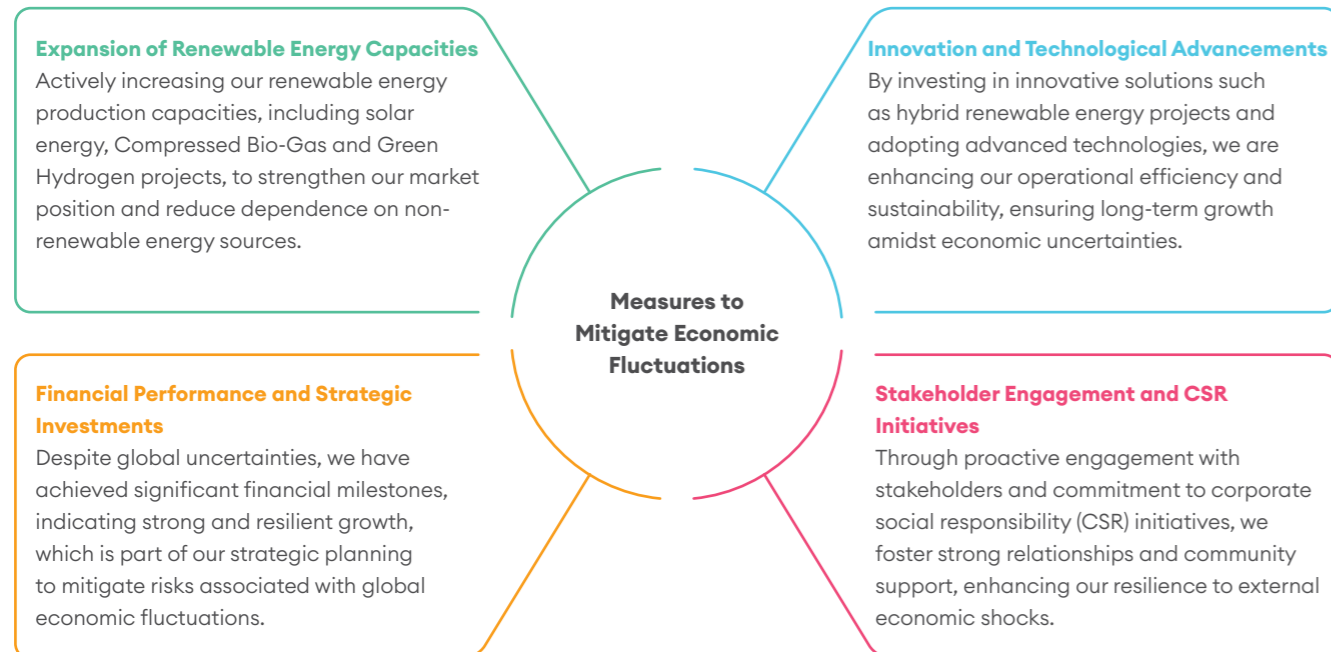 Expansion of Renewable Energy Capacities
Actively increasing our renewable energy
production capacities, including solar
energy, Compressed Bio-Gas and Green
Hydrogen projects, to strengthen our market
position and reduce dependence on non-
renewable energy sources.
Innovation and Technological Advancements
By investing in innovative solutions such
as hybrid renewable energy projects and
adopting advanced technologies, we are
enhancing our operational efficiency and
sustainability, ensuring long-term growth
amidst economic uncertainties.
Measures to
Mitigate Economic
Fluctuations
Financial Performance and Strategic
Investments
Despite global uncertainties, we have
achieved significant financial milestones,
indicating strong and resilient growth,
which is part of our strategic planning
to mitigate risks associated with global
economic fluctuations.
Stakeholder Engagement and CSR
Initiatives
Through proactive engagement with
stakeholders and commitment to corporate
social responsibility (CSR) initiatives, we
foster strong relationships and community
support, enhancing our resilience to external
economic shocks.